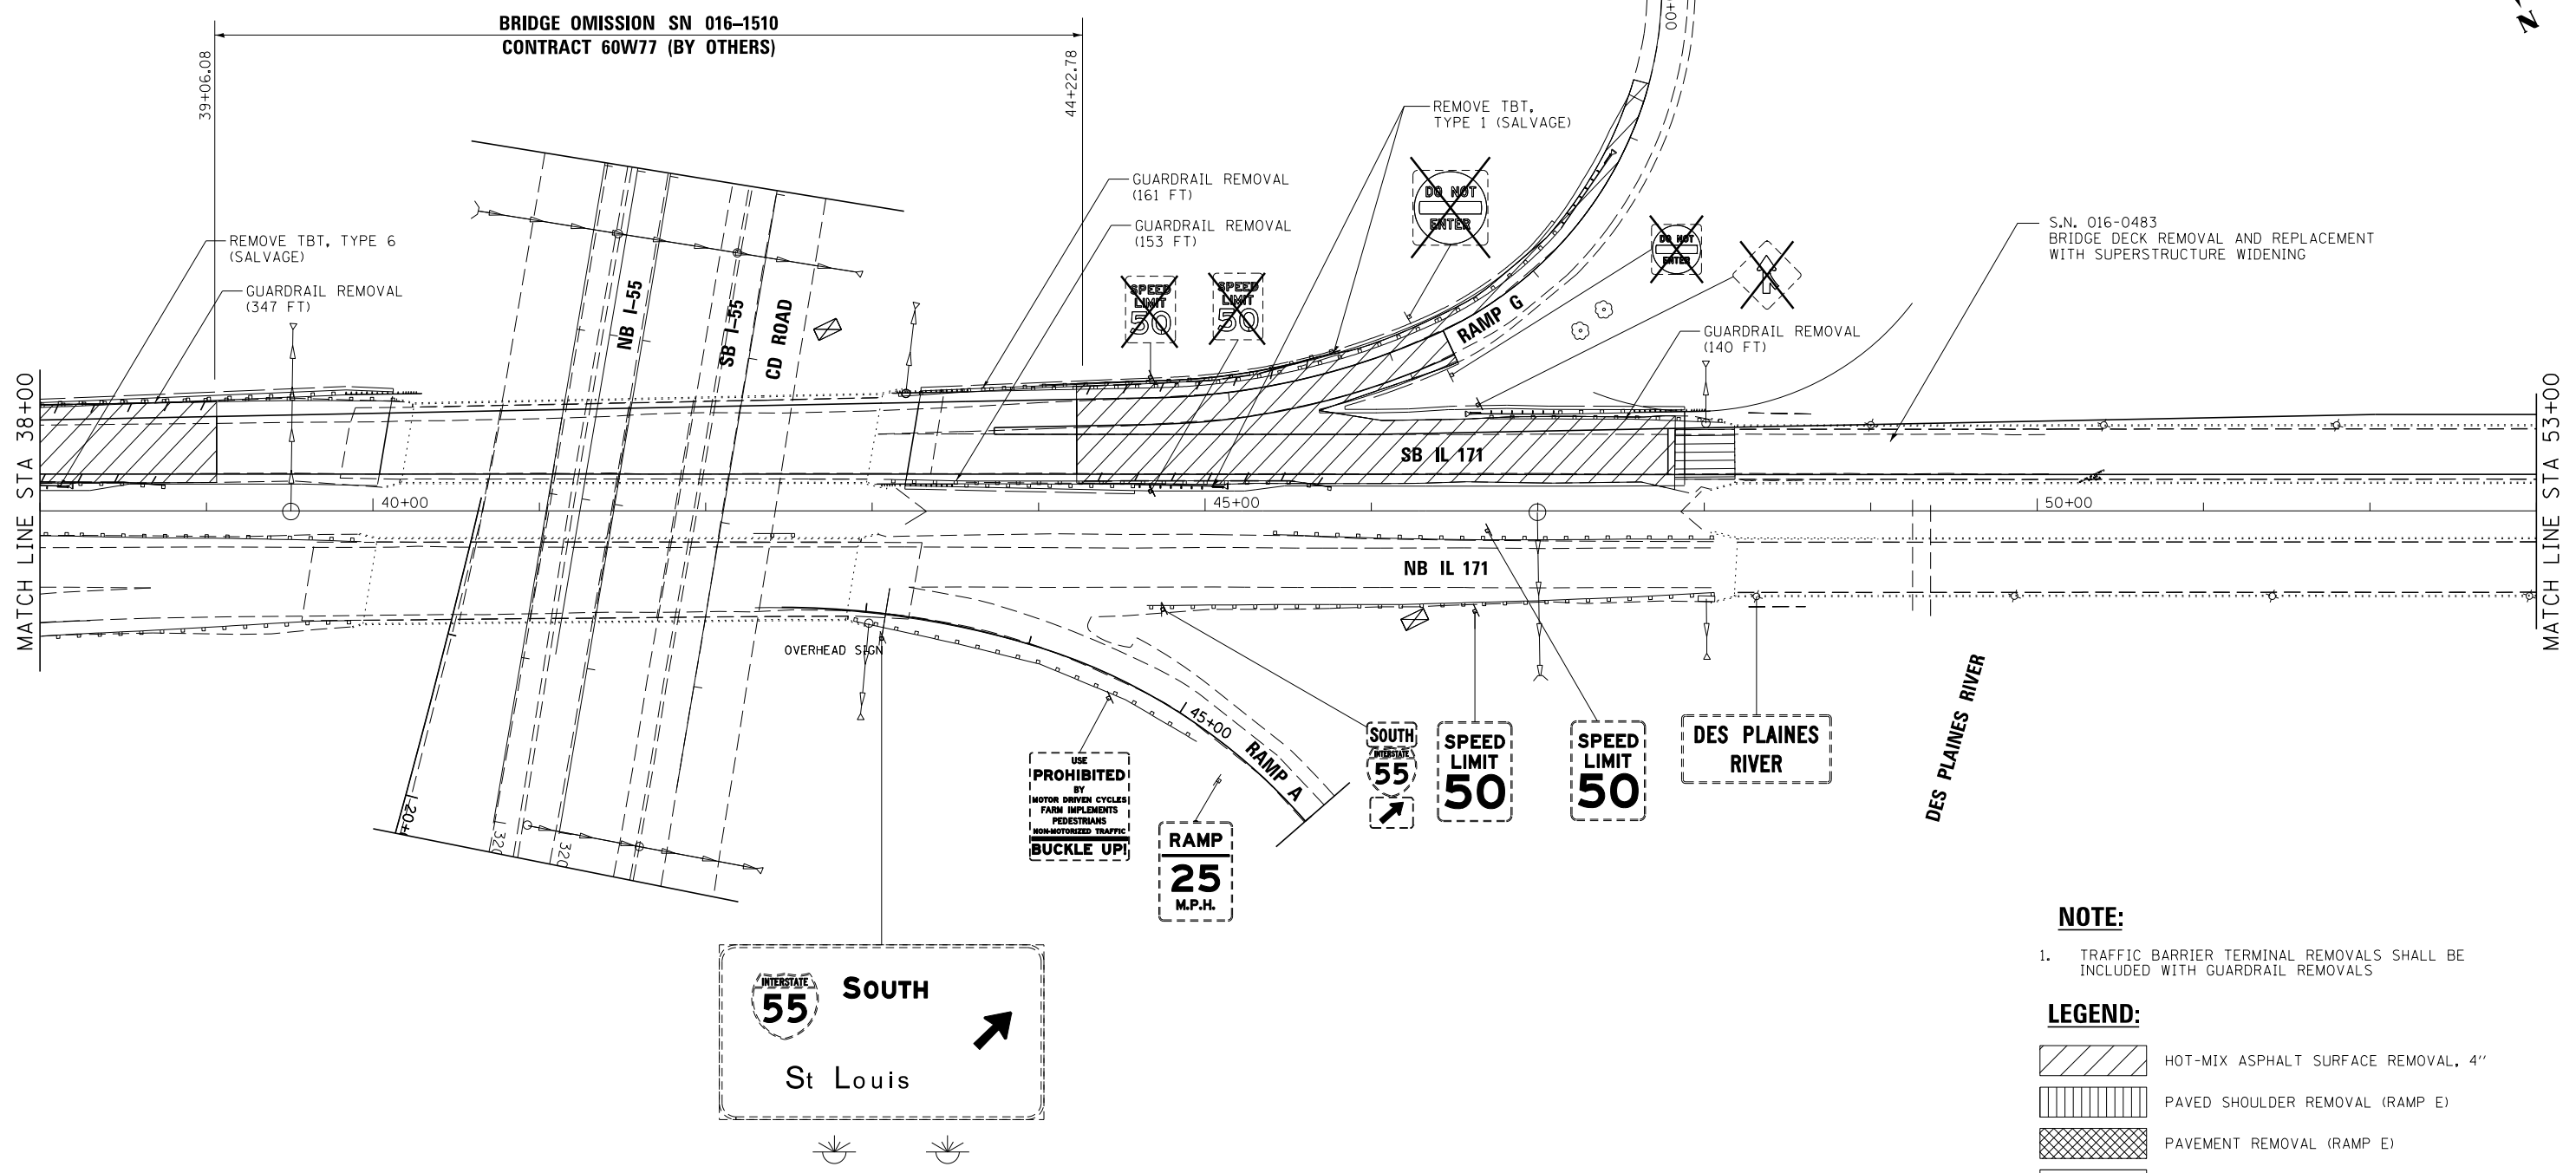 BRIDGE OMISSION SN 016–1510
CONTRACT 60W77 (BY OTHERS)
39+06.08
44+22.78
N
REMOVE TBT,
TYPE 1 (SALVAGE)
GUARDRAIL REMOVAL
(161 FT)
GUARDRAIL REMOVAL
(153 FT)
DO NOT
ENTER
DO NOT
ENTER
S.N. 016-0483
BRIDGE DECK REMOVAL AND REPLACEMENT
WITH SUPERSTRUCTURE WIDENING
REMOVE TBT, TYPE 6
(SALVAGE)
GUARDRAIL REMOVAL
(347 FT)
SPEED
LIMIT
50
SPEED
LIMIT
50
NB I–55
SB I–55
CD ROAD
RAMP G
GUARDRAIL REMOVAL
(140 FT)
MATCH LINE STA 38+00
MATCH LINE STA 53+00
SB IL 171
40+00
45+00
50+00
NB IL 171
OVERHEAD SIGN
45+00
RAMP A
DES PLAINES RIVER
USE
PROHIBITED
BY
MOTOR DRIVEN CYCLES
FARM IMPLEMENTS
PEDESTRIANS
NON-MOTORIZED TRAFFIC
BUCKLE UP!
RAMP
25
M.P.H.
SOUTH
INTERSTATE
55
SPEED
LIMIT
50
SPEED
LIMIT
50
DES PLAINES
RIVER
320
320
INTERSTATE
55
SOUTH
St Louis
NOTE:
1. TRAFFIC BARRIER TERMINAL REMOVALS SHALL BE
INCLUDED WITH GUARDRAIL REMOVALS
LEGEND:
HOT-MIX ASPHALT SURFACE REMOVAL, 4"
PAVED SHOULDER REMOVAL (RAMP E)
PAVEMENT REMOVAL (RAMP E)